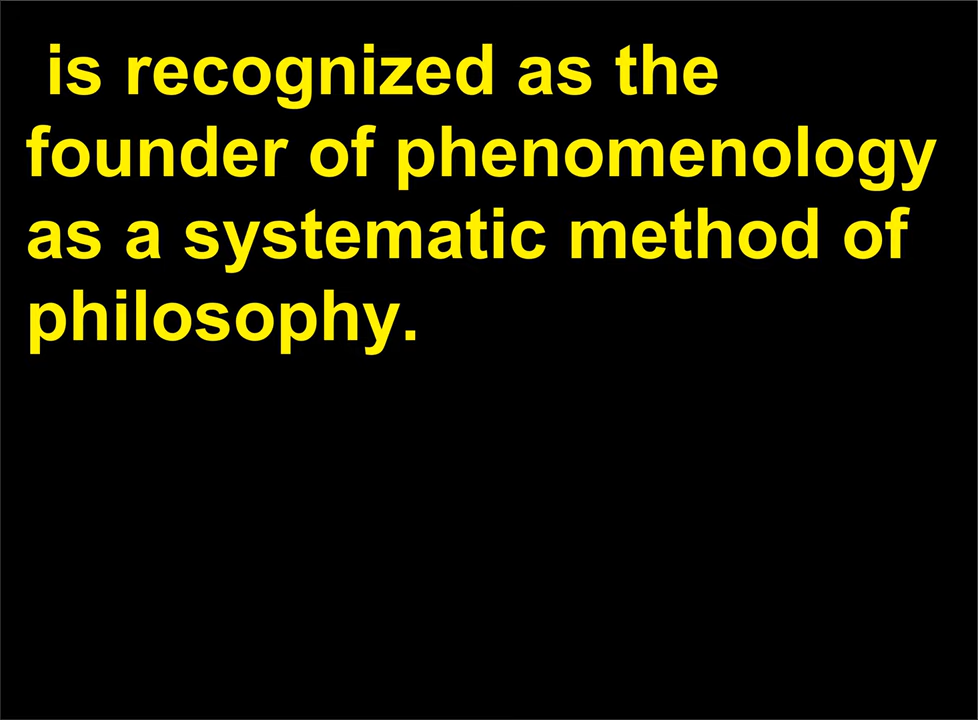 is recognized as the
founder of phenomenology
as a systematic method of
philosophy.